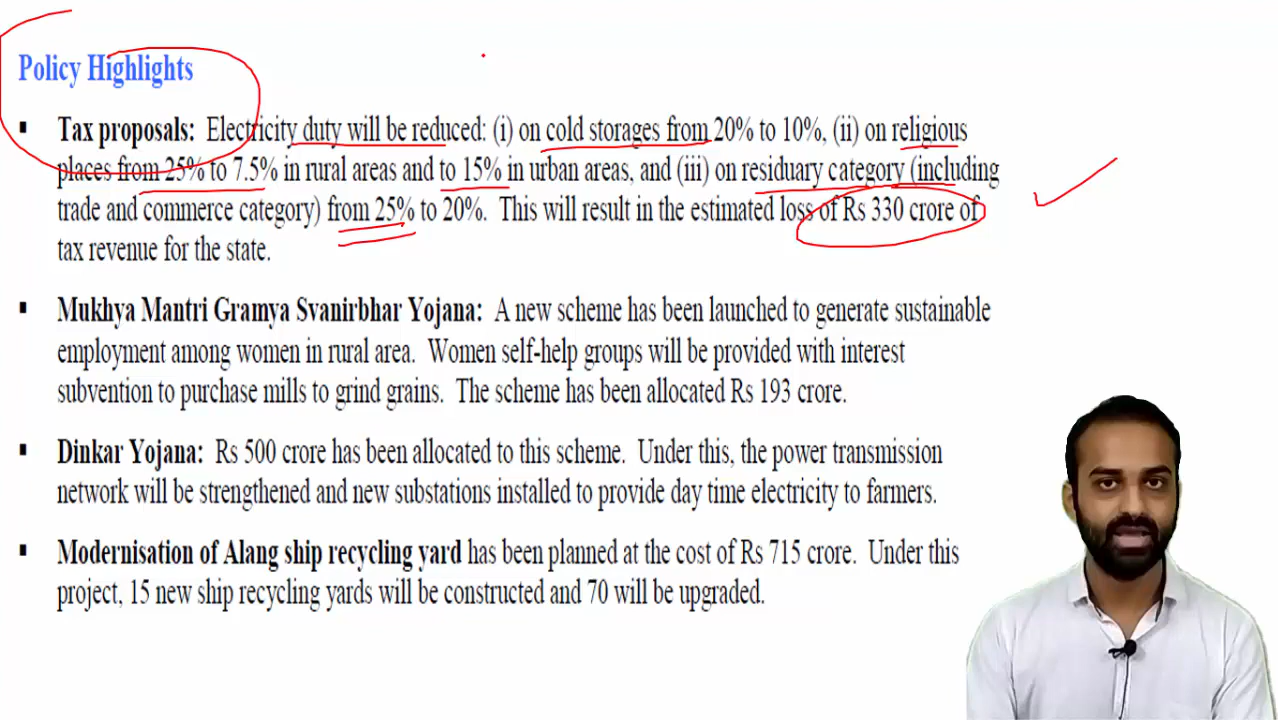 Policy Highlights
▪ Tax proposals: Electricity duty will be reduced: (i) on cold storages from 20% to 10%, (ii) on religious
places from 25% to 7.5% in rural areas and to 15% in urban areas, and (iii) on residuary category (including
trade and commerce category) from 25% to 20%. This will result in the estimated loss of Rs 330 crore of
tax revenue for the state.
▪ Mukhya Mantri Gramya Svanirbhar Yojana: A new scheme has been launched to generate sustainable
employment among women in rural area. Women self-help groups will be provided with interest
subvention to purchase mills to grind grains. The scheme has been allocated Rs 193 crore.
▪ Dinkar Yojana: Rs 500 crore has been allocated to this scheme. Under this, the power transmission
network will be strengthened and new substations installed to provide day time electricity to farmers.
▪ Modernisation of Alang ship recycling yard has been planned at the cost of Rs 715 crore. Under this
project, 15 new ship recycling yards will be constructed and 70 will be upgraded.